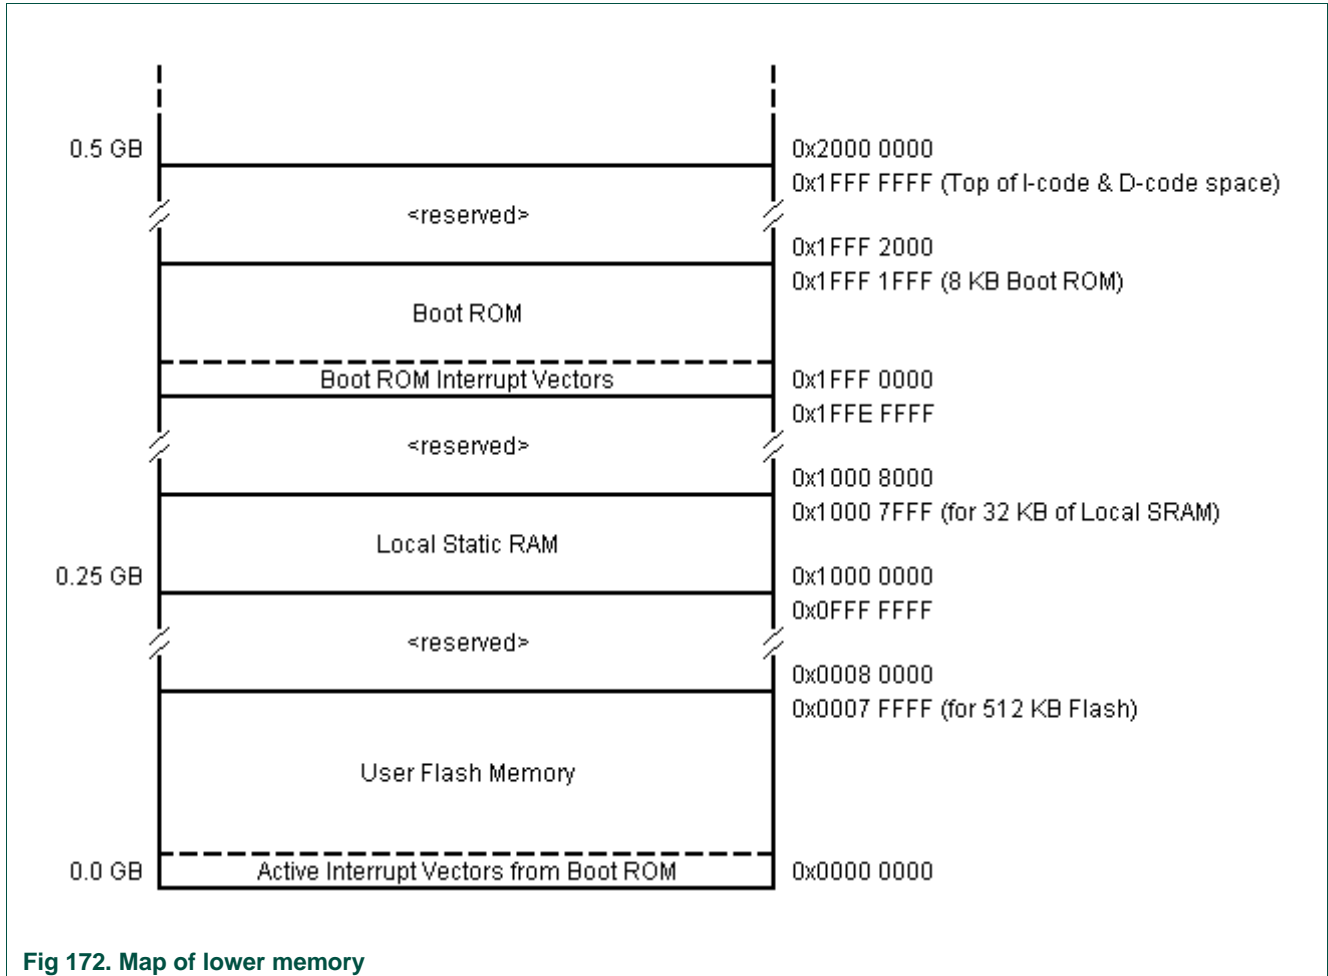 0.5 GB
0x2000 0000
0x1FFF FFFF (Top of I-code & D-code space)
<reserved>
0x1FFF 2000
0x1FFF 1FFF (8 KB Boot ROM)
Boot ROM
Boot ROM Interrupt Vectors
0x1FFF 0000
0x1FFE FFFF
<reserved>
0x1000 8000
0x1000 7FFF (for 32 KB of Local SRAM)
Local Static RAM
0.25 GB
0x1000 0000
0x0FFF FFFF
<reserved>
0x0008 0000
0x0007 FFFF (for 512 KB Flash)
User Flash Memory
0.0 GB
Active Interrupt Vectors from Boot ROM
0x0000 0000
Fig 172. Map of lower memory